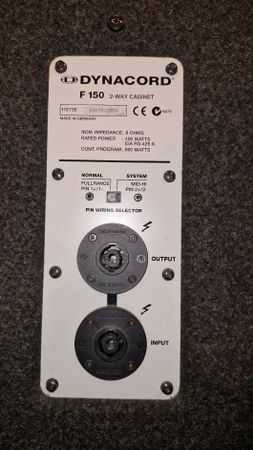 DYNACORD
F 150 2-WAY CABINET
112739
CE
MADE IN GERMANY
NOM. IMPEDANCE: 8 OHMS
RATED POWER : 400 WATTS
EIA RS-426 A
CONT. PROGRAM: 800 WATTS
NORMAL SYSTEM
FULLRANGE MID-HI
PIN 1+/1- PIN 2+/2-
PIN WIRING SELECTOR
OUTPUT
INPUT